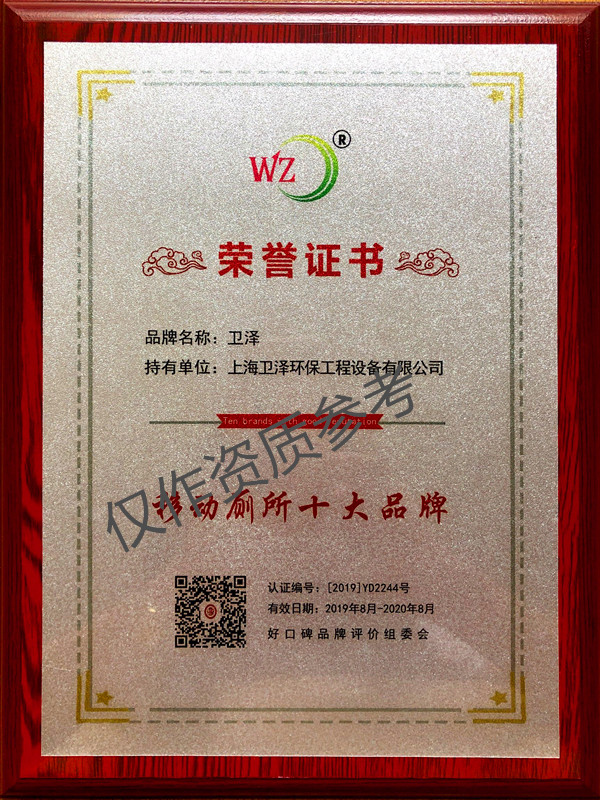 WZ®
荣誉证书
品牌名称：卫泽
持有单位：上海卫泽环保工程设备有限公司
Ten brands with good reputation
移动厕所十大品牌
认证编号：[2019]YD2244号
有效日期：2019年8月-2020年8月
好口碑品牌评价组委会
仅作资质参考